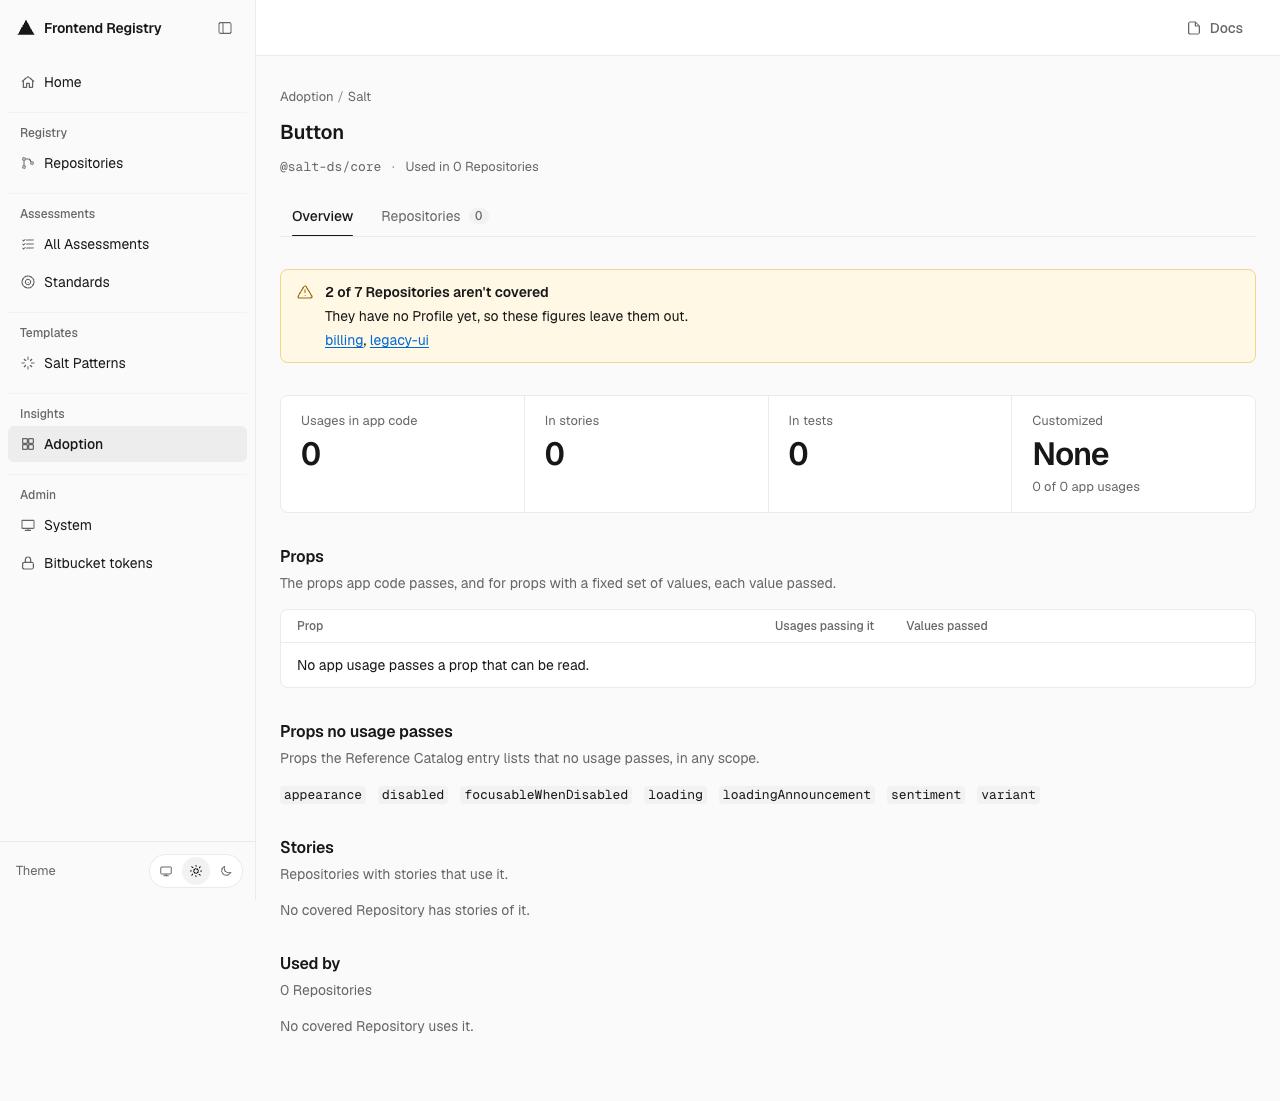 Frontend Registry
Docs
Home
Registry
Repositories
Assessments
All Assessments
Standards
Templates
Salt Patterns
Insights
Adoption
Admin
System
Bitbucket tokens
Theme
Adoption / Salt
Button
@salt-ds/core · Used in 0 Repositories
Overview Repositories 0
2 of 7 Repositories aren't covered
They have no Profile yet, so these figures leave them out.
billing, legacy-ui
Usages in app code
0
In stories
0
In tests
0
Customized
None
0 of 0 app usages
Props
The props app code passes, and for props with a fixed set of values, each value passed.
Prop Usages passing it Values passed
No app usage passes a prop that can be read.
Props no usage passes
Props the Reference Catalog entry lists that no usage passes, in any scope.
appearance disabled focusableWhenDisabled loading loadingAnnouncement sentiment variant
Stories
Repositories with stories that use it.
No covered Repository has stories of it.
Used by
0 Repositories
No covered Repository uses it.